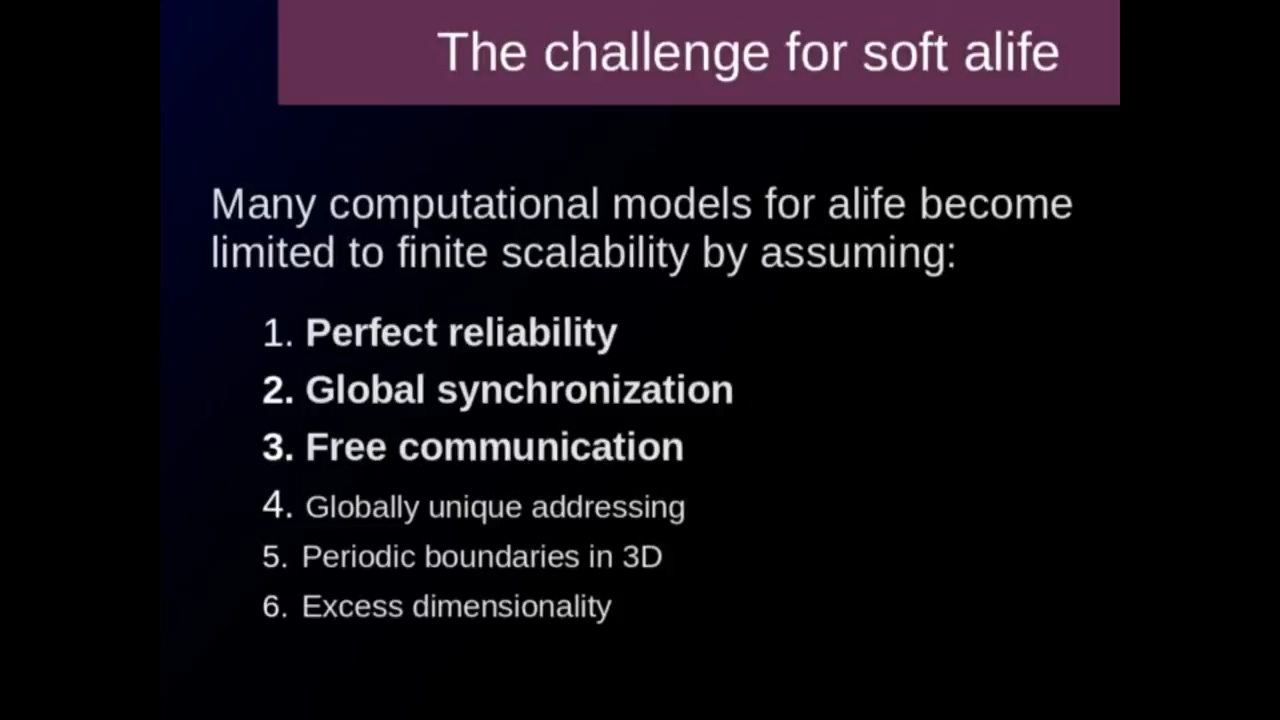 The challenge for soft alife
Many computational models for alife become
limited to finite scalability by assuming:
1. Perfect reliability
2. Global synchronization
3. Free communication
4. Globally unique addressing
5. Periodic boundaries in 3D
6. Excess dimensionality